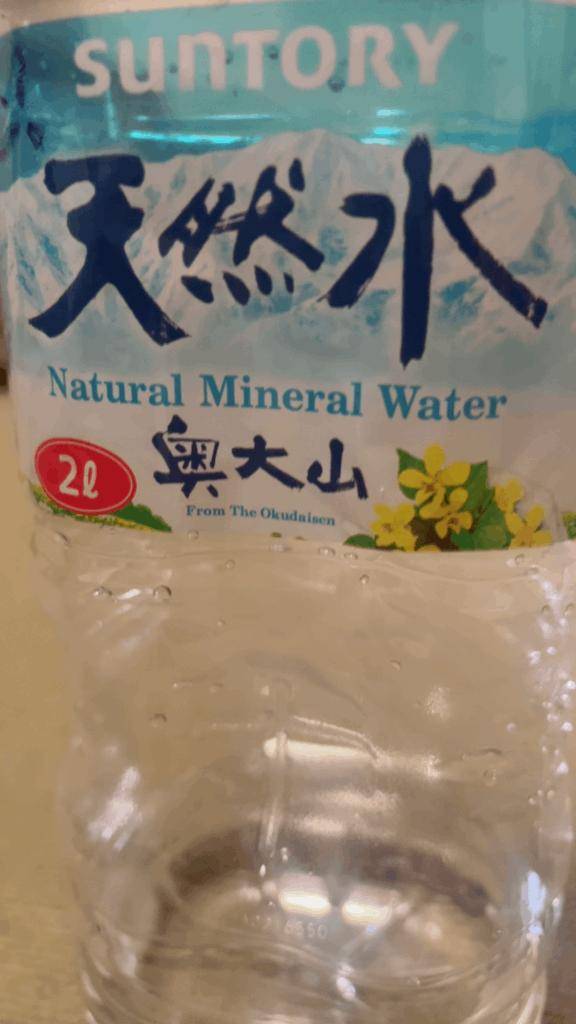 SUNTORY
天然水
Natural Mineral Water
2ℓ 奥大山
From The Okudaisen